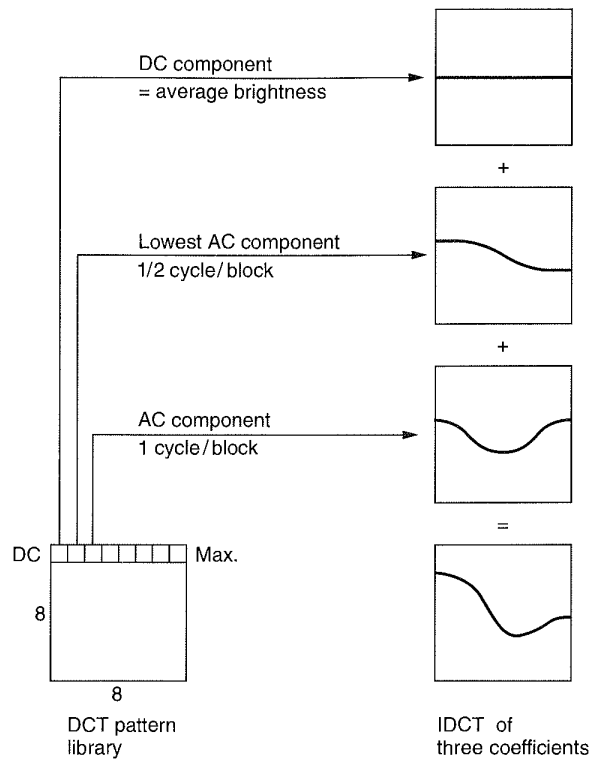 DC component
= average brightness
+
Lowest AC component
1/2 cycle/block
+
AC component
1 cycle/block
=
DC
Max.
8
8
DCT pattern
library
IDCT of
three coefficients